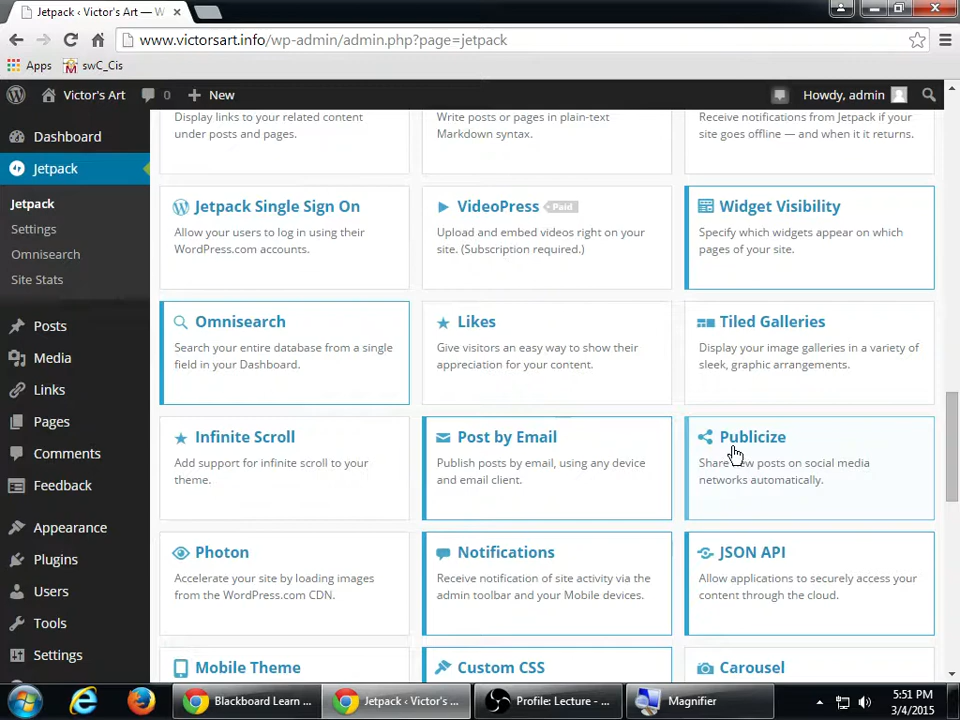 Jetpack ‹ Victor's Art — W
www.victorsart.info/wp-admin/admin.php?page=jetpack
Apps
swC_Cis
Victor's Art
0
New
Howdy, admin
Dashboard
Jetpack
Jetpack
Settings
Omnisearch
Site Stats
Posts
Media
Links
Pages
Comments
Feedback
Appearance
Plugins
Users
Tools
Settings
Display links to your related content
under posts and pages.
Write posts or pages in plain-text
Markdown syntax.
Receive notifications from Jetpack if your
site goes offline — and when it it returns.
Jetpack Single Sign On
Allow your users to log in using their
WordPress.com accounts.
VideoPress Paid
Upload and embed videos right on your
site. (Subscription required.)
Widget Visibility
Specify which widgets appear on which
pages of your site.
Omnisearch
Search your entire database from a single
field in your Dashboard.
Likes
Give visitors an easy way to show their
appreciation for your content.
Tiled Galleries
Display your image galleries in a variety of
sleek, graphic arrangements.
Infinite Scroll
Add support for infinite scroll to your
theme.
Post by Email
Publish posts by email, using any device
and email client.
Publicize
Share new posts on social media
networks automatically.
Photon
Accelerate your site by loading images
from the WordPress.com CDN.
Notifications
Receive notification of site activity via the
admin toolbar and your Mobile devices.
JSON API
Allow applications to securely access your
content through the cloud.
Mobile Theme
Custom CSS
Carousel
Blackboard Learn ...
Jetpack ‹ Victor's ...
Profile: Lecture - ...
Magnifier
5:51 PM
3/4/2015